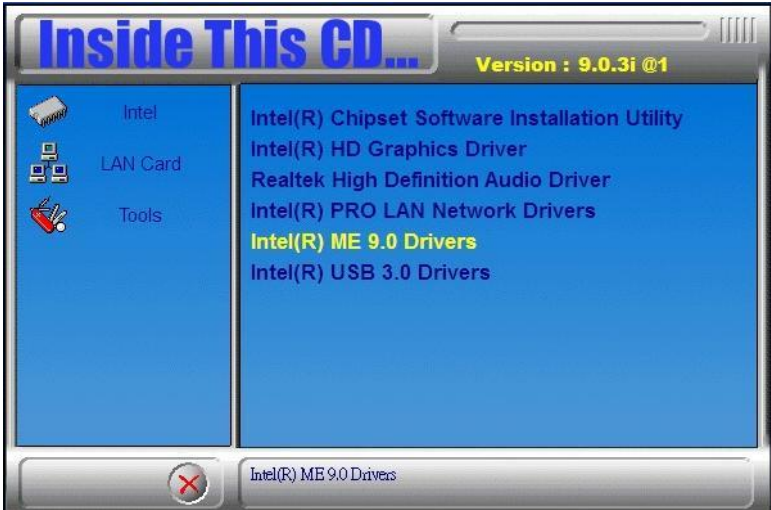 Inside This CD...
Version : 9.0.3i @1
Intel
LAN Card
Tools
Intel(R) Chipset Software Installation Utility
Intel(R) HD Graphics Driver
Realtek High Definition Audio Driver
Intel(R) PRO LAN Network Drivers
Intel(R) ME 9.0 Drivers
Intel(R) USB 3.0 Drivers
Intel(R) ME 9.0 Drivers